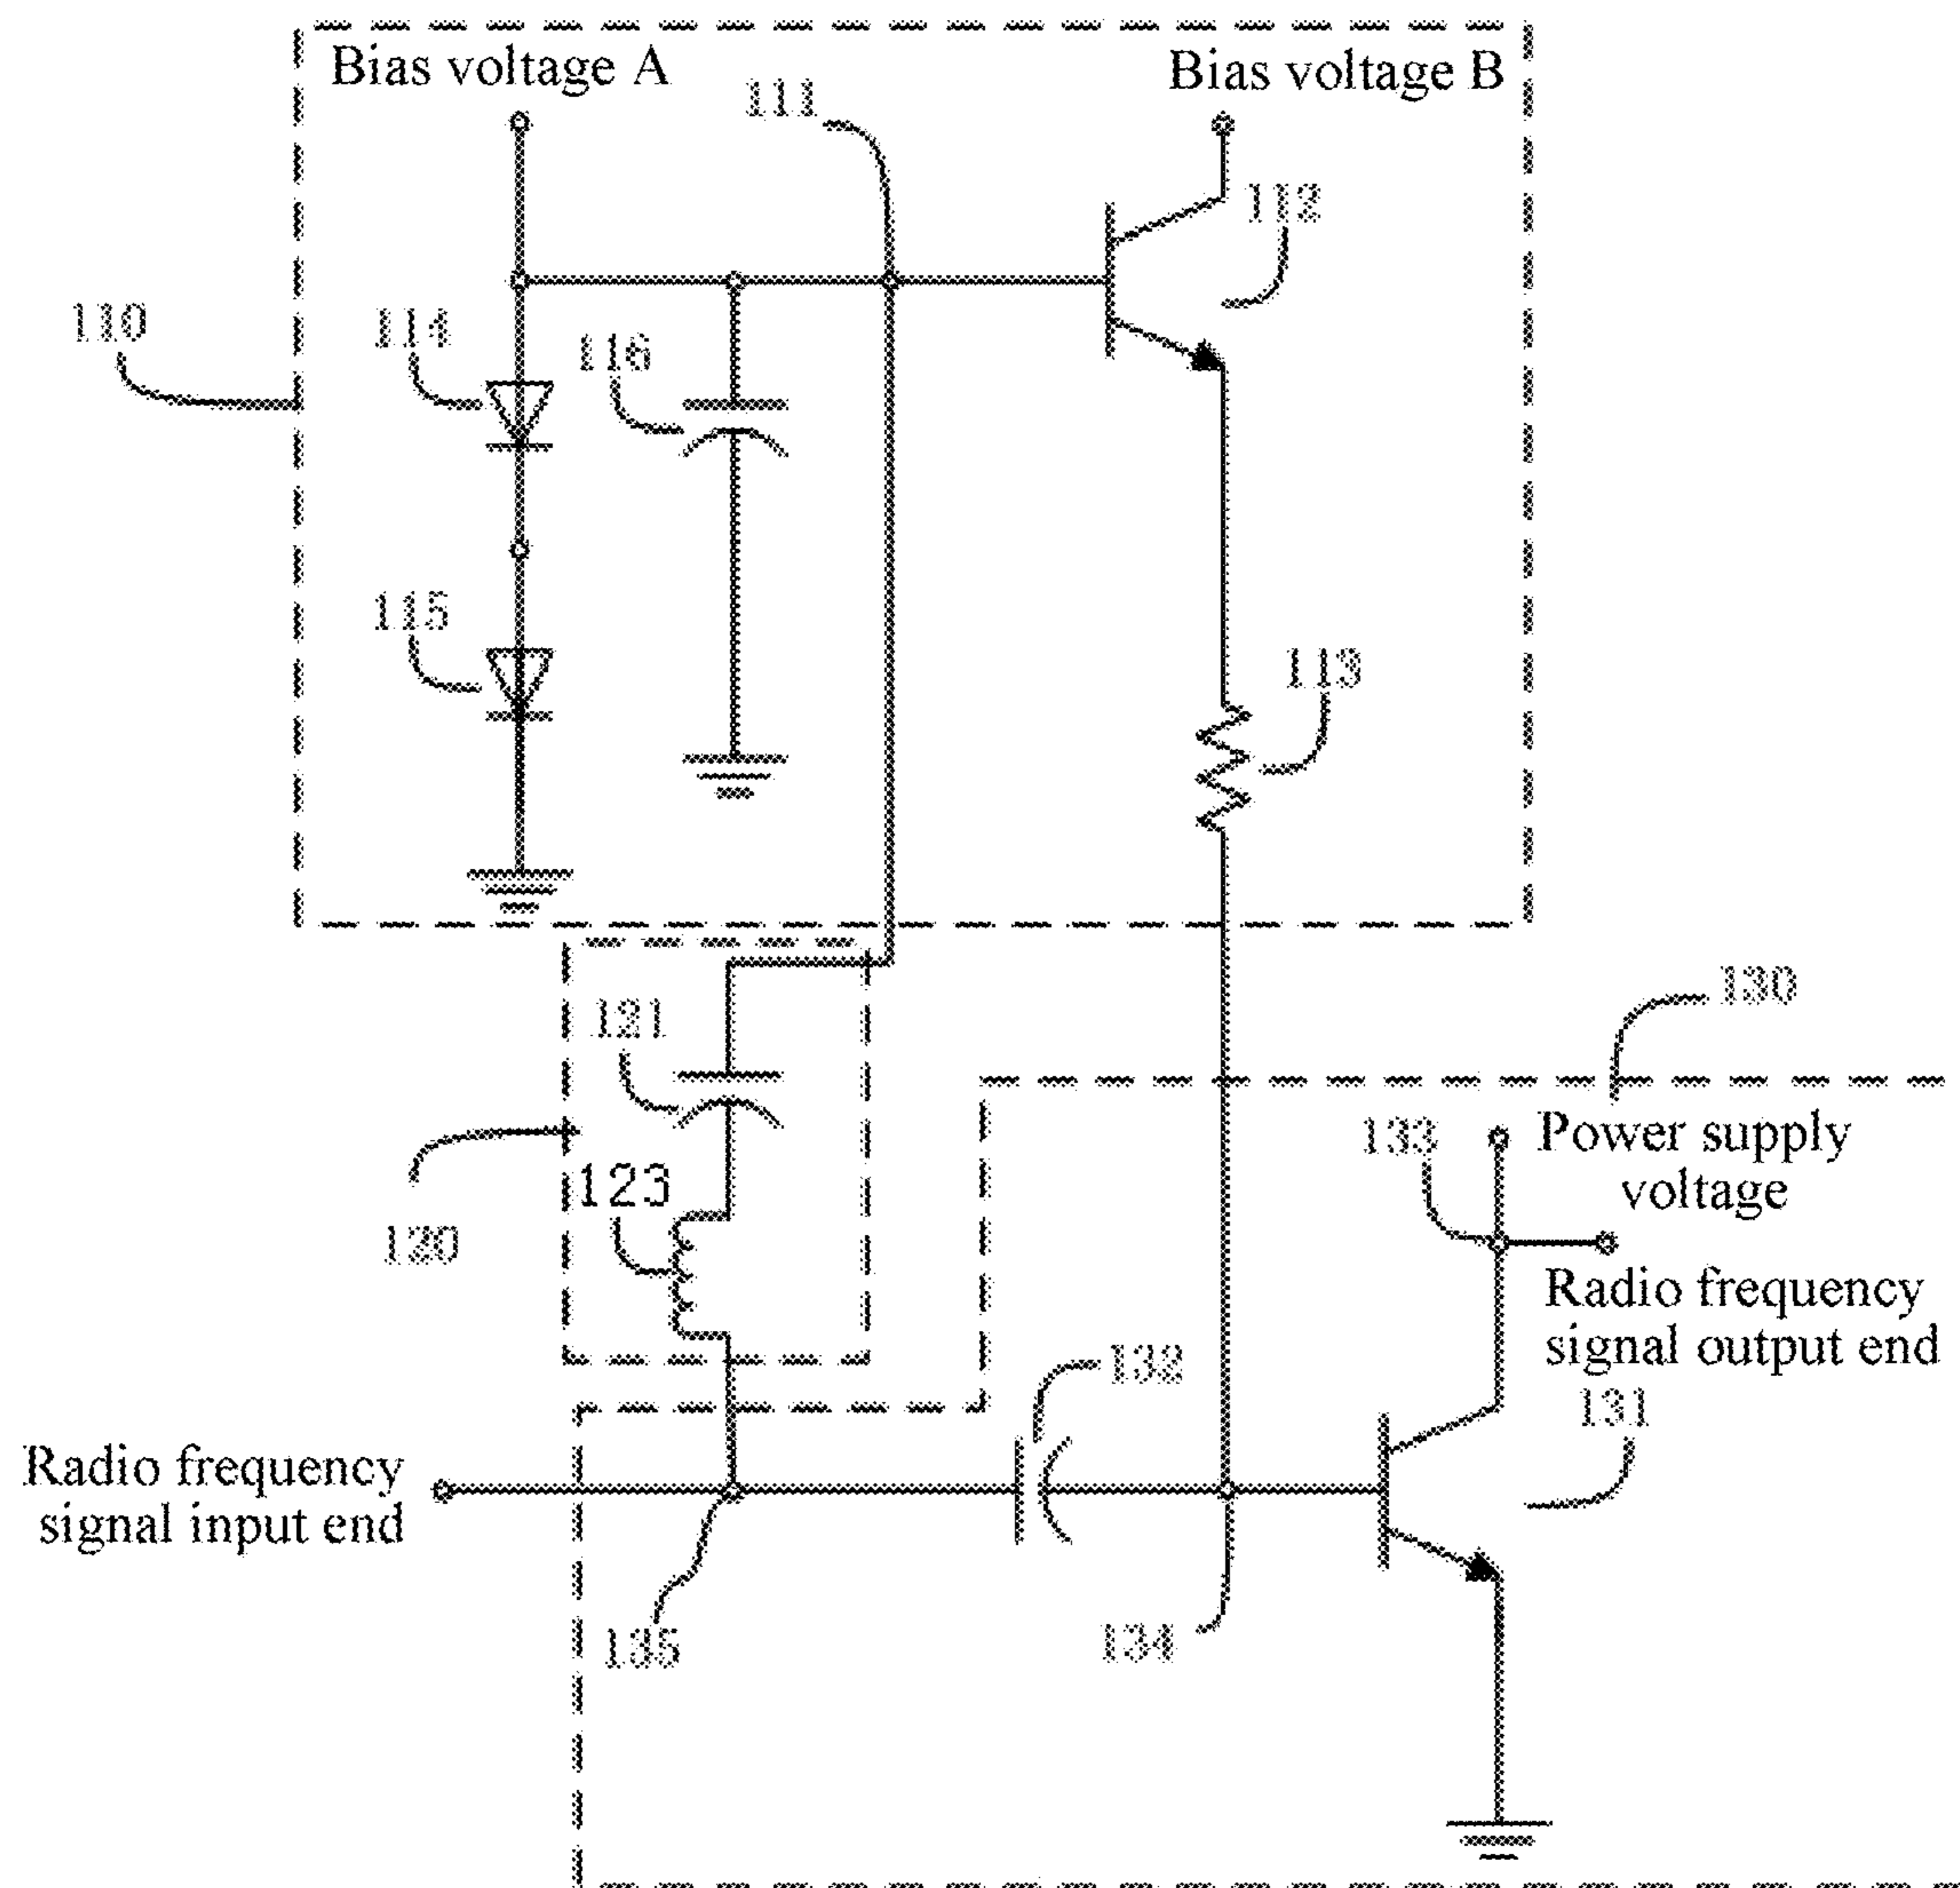 Bias voltage A
111
Bias voltage B
112
110
114
116
115
113
121
130
133
Power supply
voltage
123
120
Radio frequency
signal output end
132
131
Radio frequency
signal input end
135
134